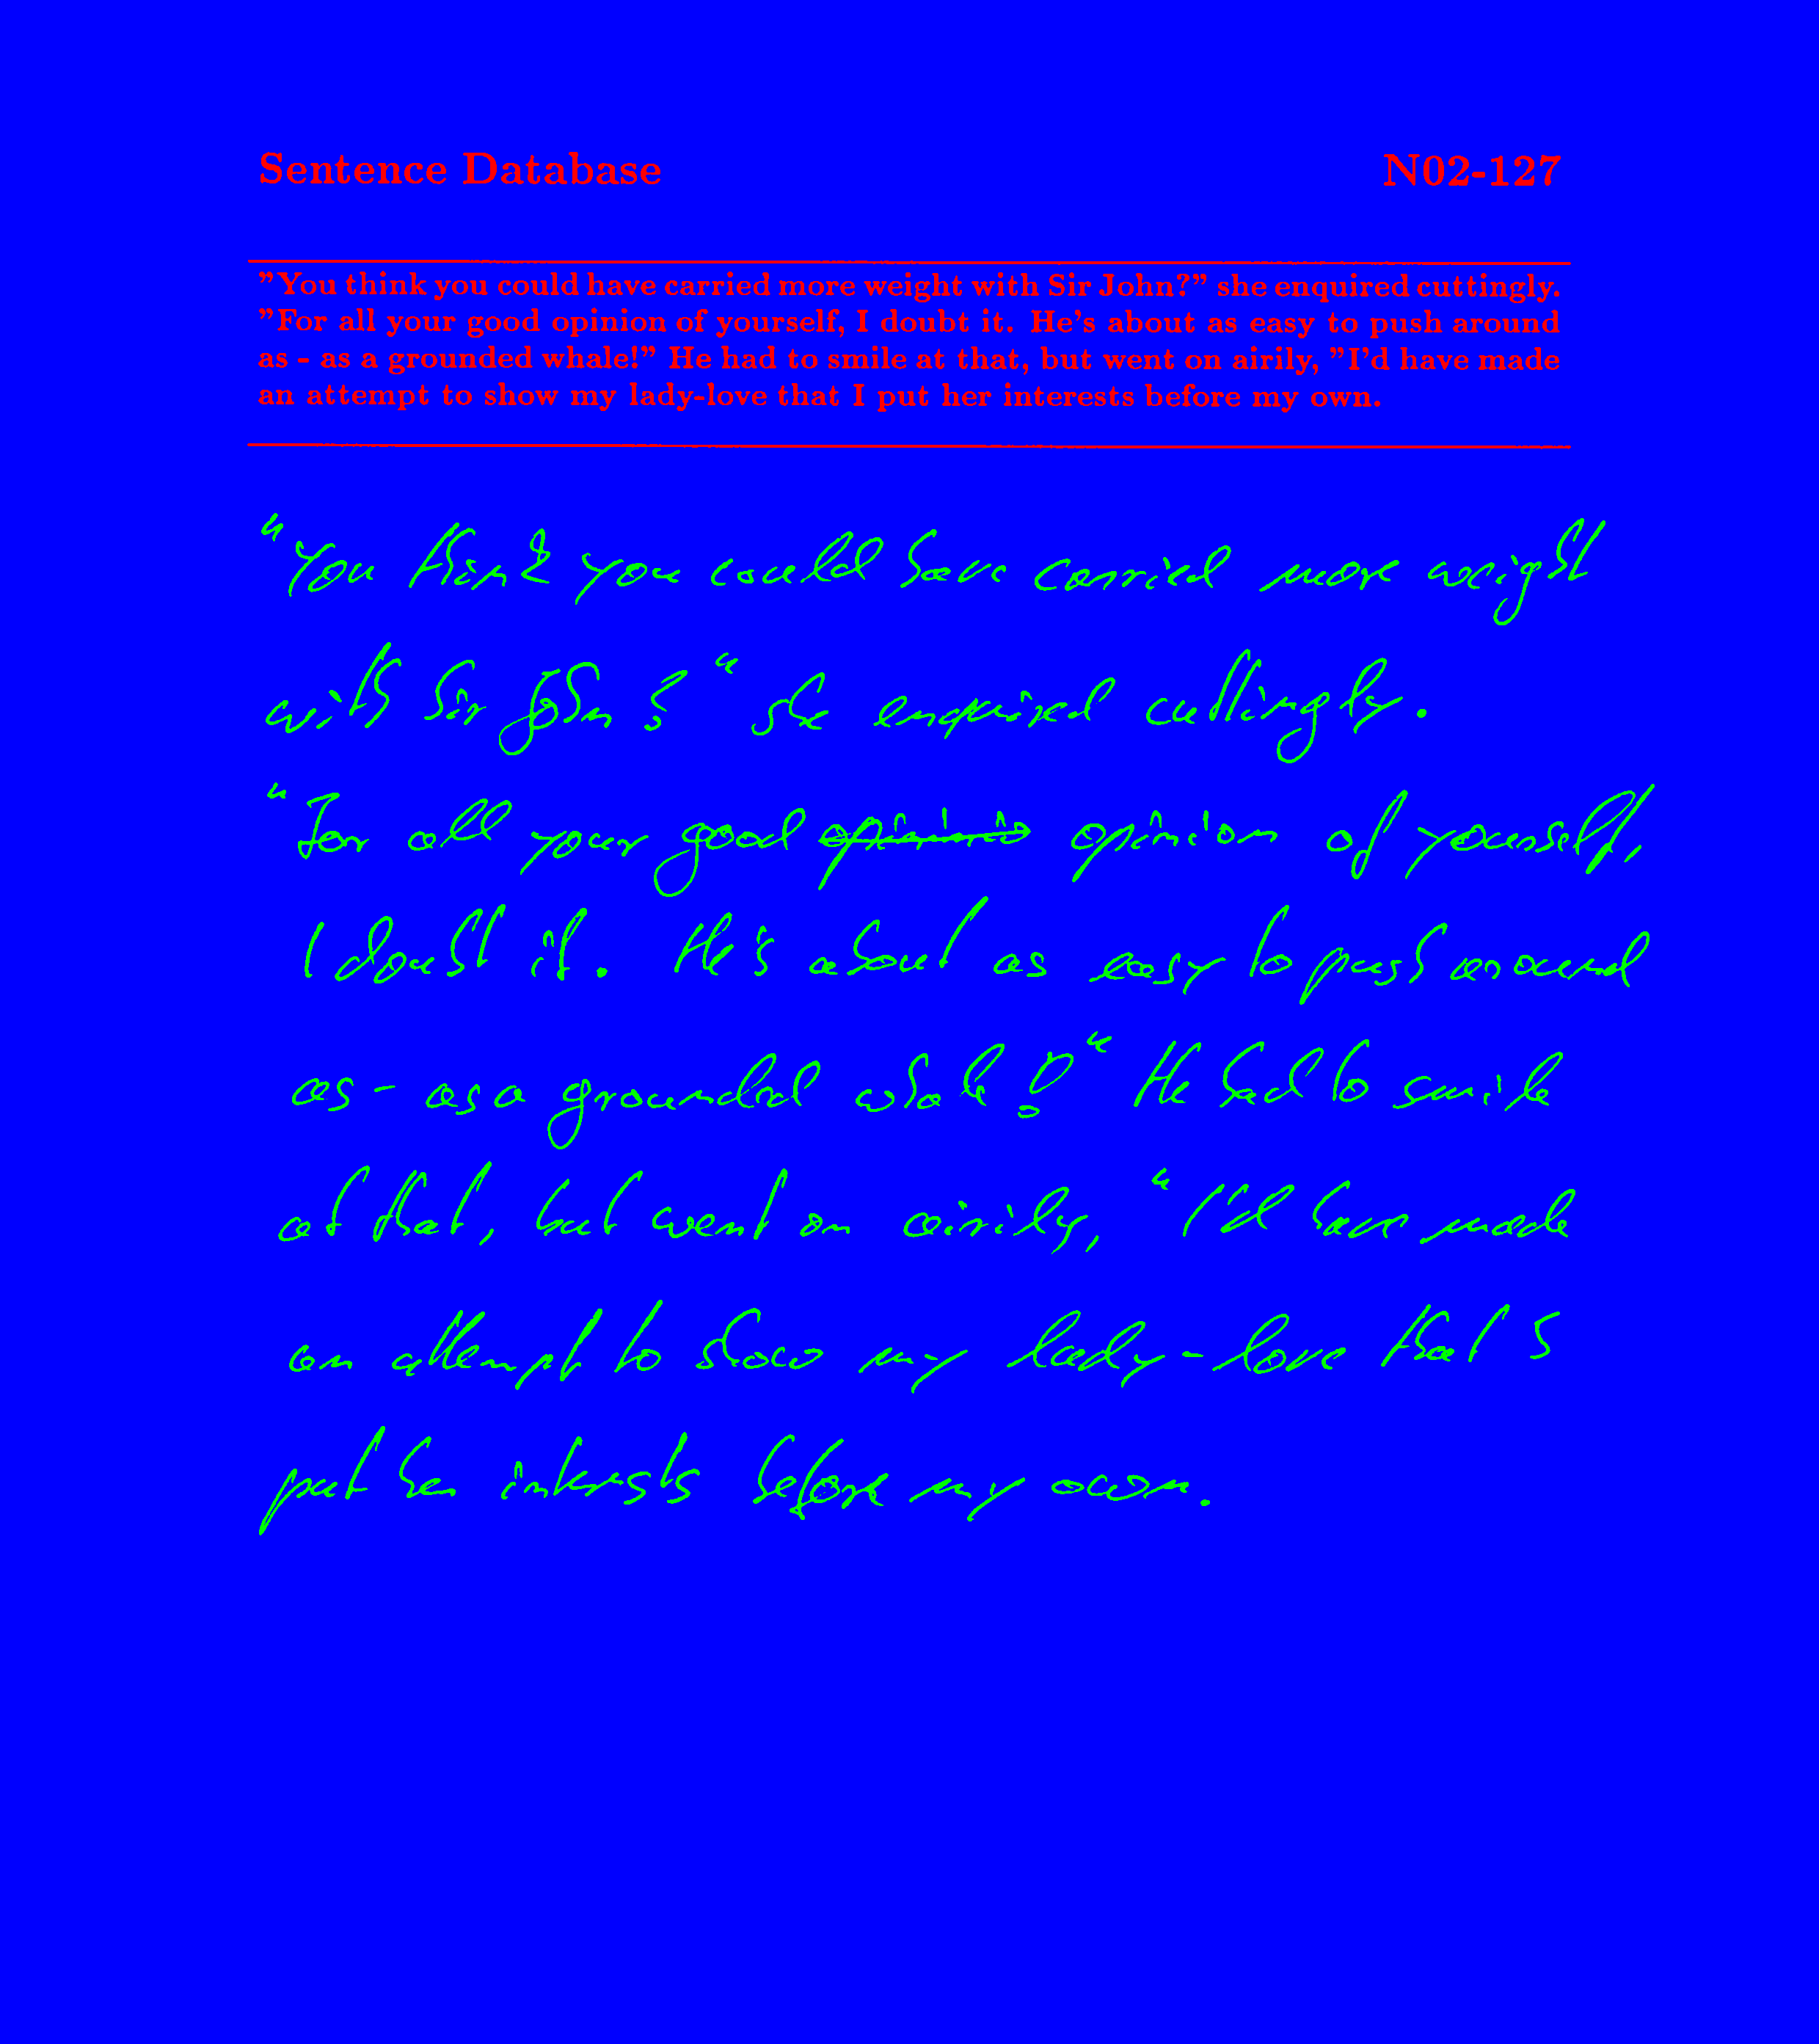 Sentence Database N02-127
"You think you could have carried more weight with Sir John?" she enquired cuttingly.
"For all your good opinion of yourself, I doubt it. He's about as easy to push around
as - as a grounded whale!" He had to smile at that, but went on airily, "I'd have made
an attempt to show my lady-love that I put her interests before my own.
"You think you could have carried more weight
with Sir John?" she enquired cuttingly.
"For all your good opinion of yourself,
I doubt it. He's about as easy to push around
as - as a grounded whale!" He had to smile
at that, but went on airily, "I'd have made
an attempt to show my lady-love that I
put her interests before my own.